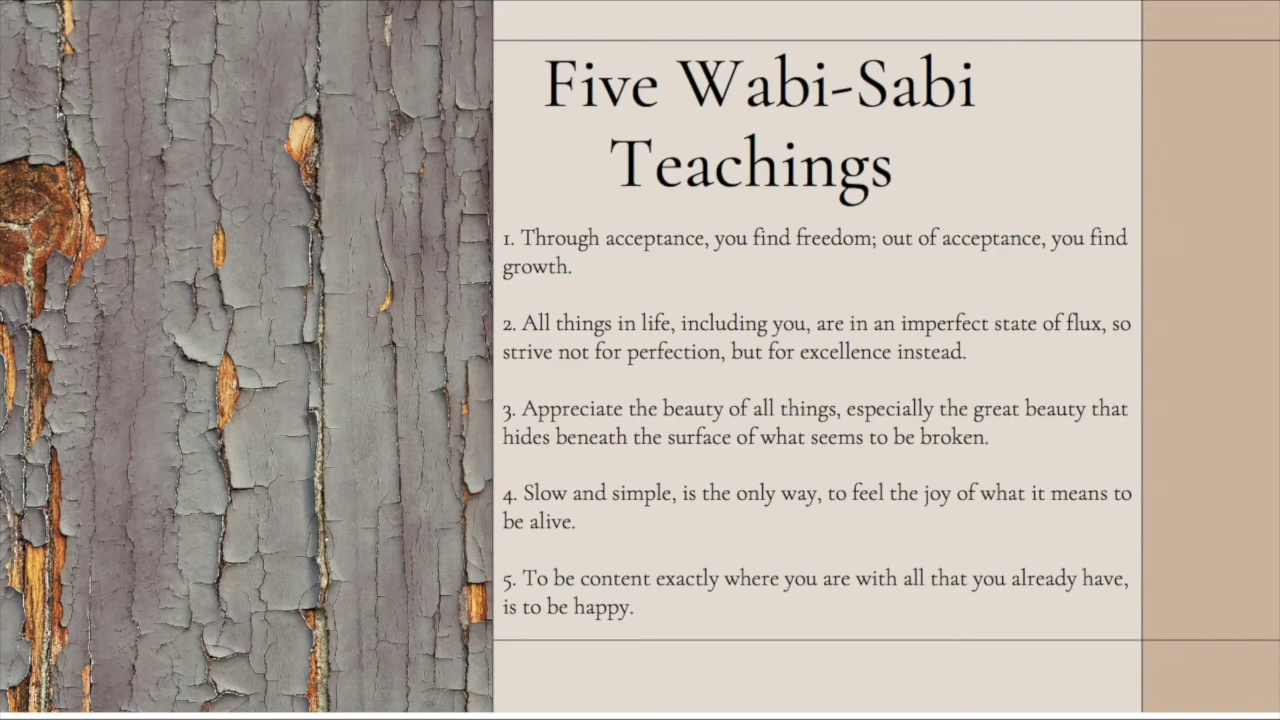 Five Wabi-Sabi
Teachings
1. Through acceptance, you find freedom; out of acceptance, you find
growth.
2. All things in life, including you, are in an imperfect state of flux, so
strive not for perfection, but for excellence instead.
3. Appreciate the beauty of all things, especially the great beauty that
hides beneath the surface of what seems to be broken.
4. Slow and simple, is the only way, to feel the joy of what it means to
be alive.
5. To be content exactly where you are with all that you already have,
is to be happy.